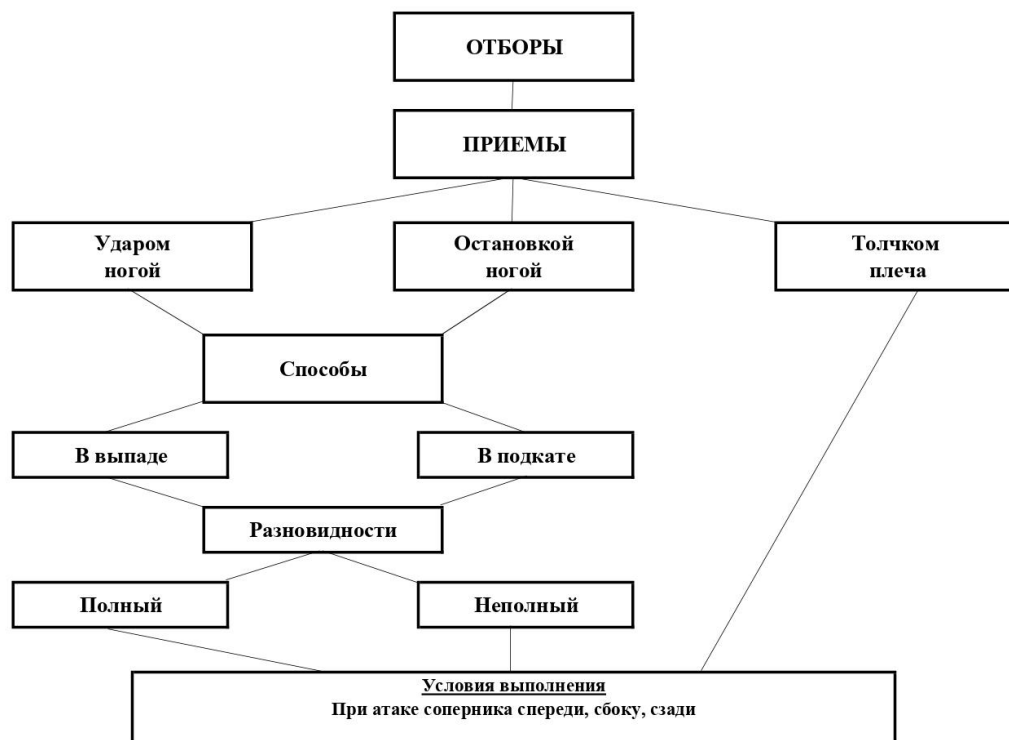 ОТБОРЫ
ПРИЕМЫ
Ударом
ногой
Остановкой
ногой
Толчком
плеча
Способы
В выпаде
В подкате
Разновидности
Полный
Неполный
Условия выполнения
При атаке соперника спереди, сбоку, сзади